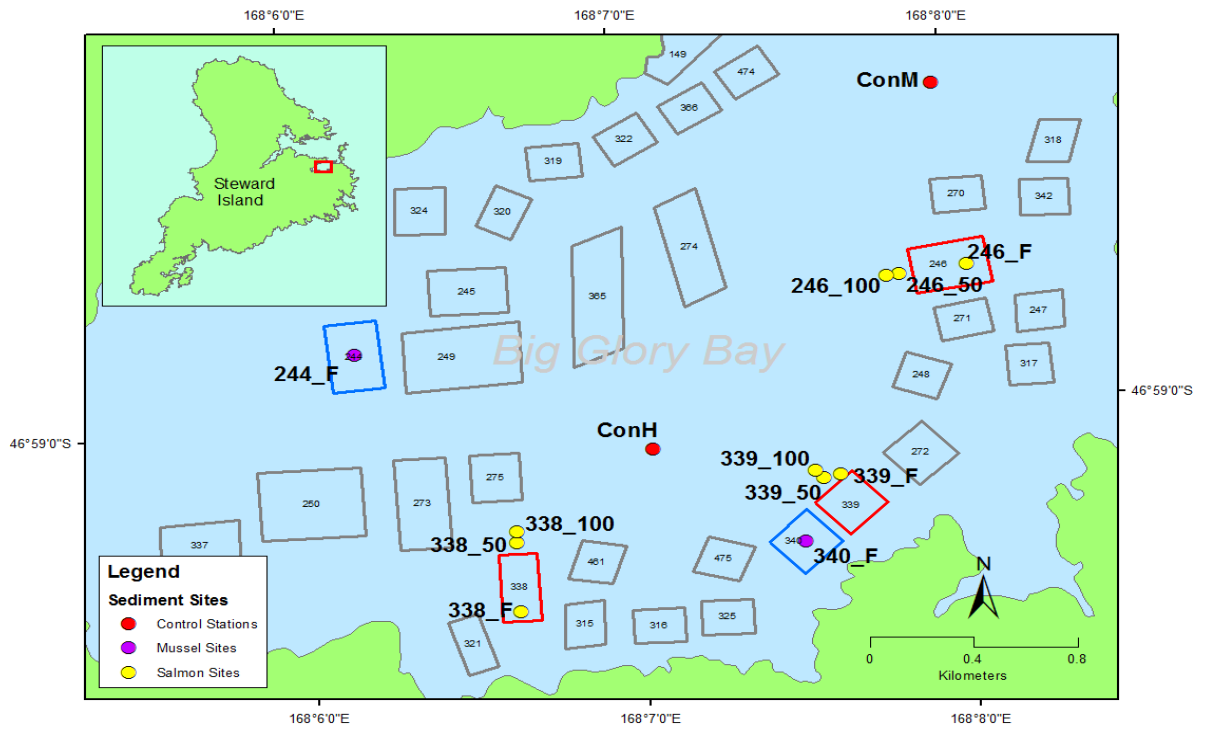 168°6'0"E
168°7'0"E
168°8'0"E
149
474
ConM
366
322
318
319
270
342
324
320
Steward
Island
274
246_F
246
246_100
246_50
245
365
247
271
Big Glory Bay
244
249
317
244_F
248
46°59'0"S
ConH
46°59'0"S
272
339_100
339_F
275
339_50
250
273
339
338_100
340
337
338_50
340_F
461
475
N
Legend
338
Sediment Sites
338_F
Control Stations
315
316
325
321
Mussel Sites
0
0.4
0.8
Salmon Sites
Kilometers
168°6'0"E
168°7'0"E
168°8'0"E